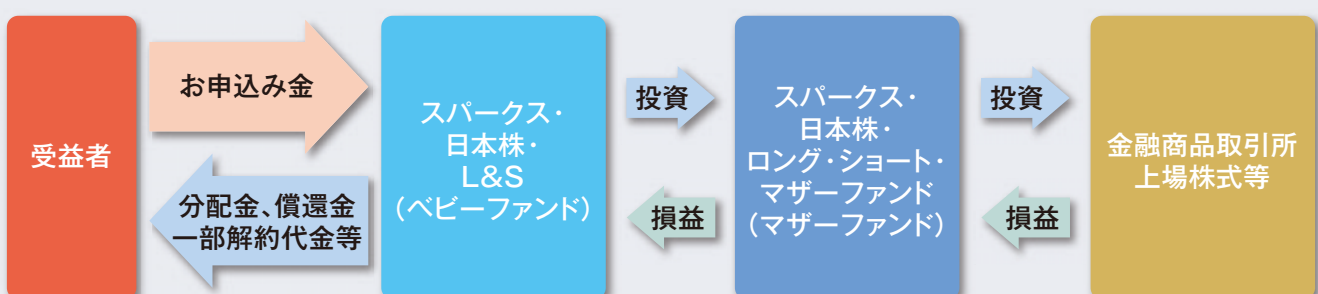 受益者
お申込み金
分配金、償還金
一部解約代金等
スパークス・
日本株・
L&S
（ベビーファンド）
投資
損益
スパークス・
日本株・
ロング・ショート・
マザーファンド
（マザーファンド）
投資
損益
金融商品取引所
上場株式等